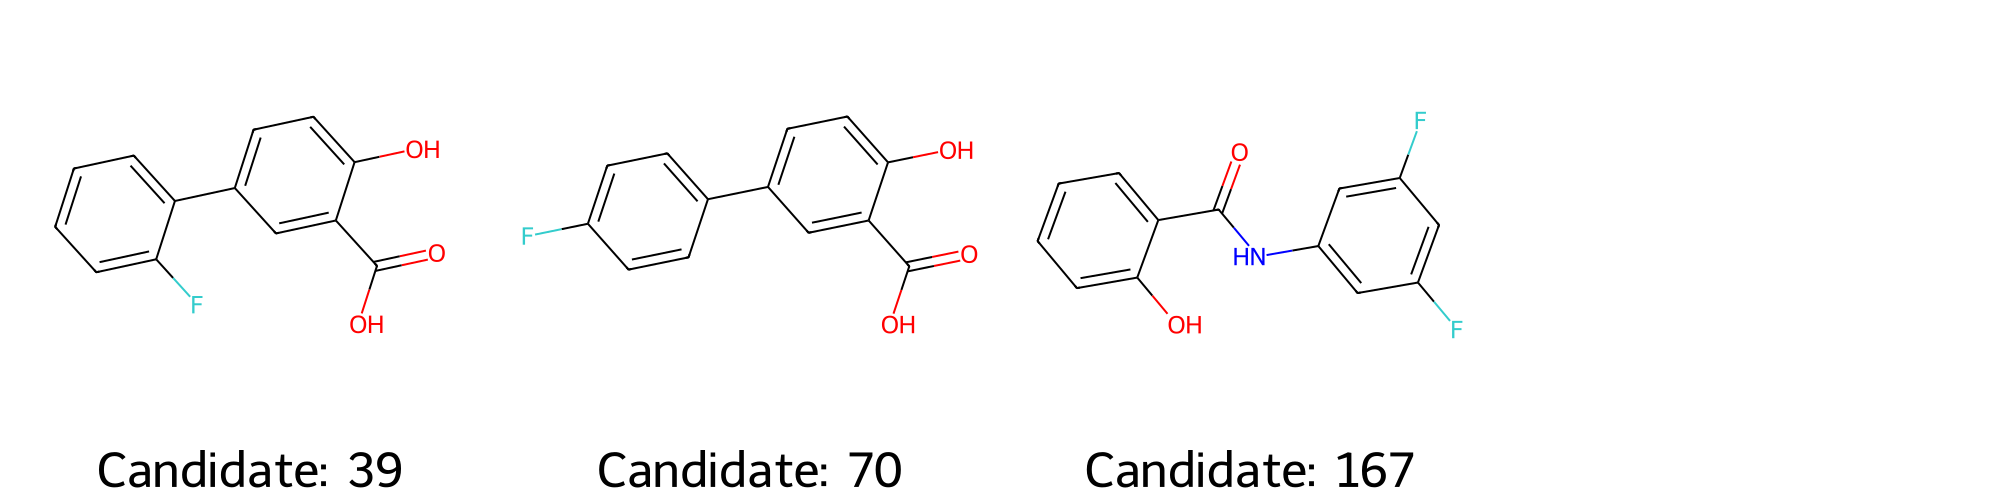 F
OH
O
OH
F
OH
O
OH
F
O
HN
OH
F
Candidate: 39
Candidate: 70
Candidate: 167